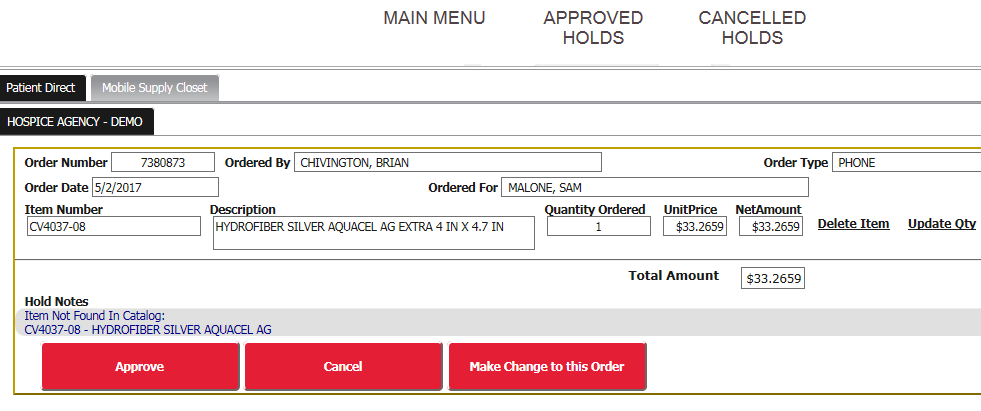 MAIN MENU APPROVED HOLDS CANCELLED HOLDS
Patient Direct Mobile Supply Closet
HOSPICE AGENCY - DEMO
Order Number 7380873 Ordered By CHIVINGTON, BRIAN Order Type PHONE
Order Date 5/2/2017 Ordered For MALONE, SAM
Item Number Description Quantity Ordered UnitPrice NetAmount
CV4037-08 HYDROFIBER SILVER AQUACEL AG EXTRA 4 IN X 4.7 IN 1 $33.2659 $33.2659 Delete Item Update Qty
Total Amount $33.2659
Hold Notes
Item Not Found In Catalog:
CV4037-08 - HYDROFIBER SILVER AQUACEL AG
Approve Cancel Make Change to this Order